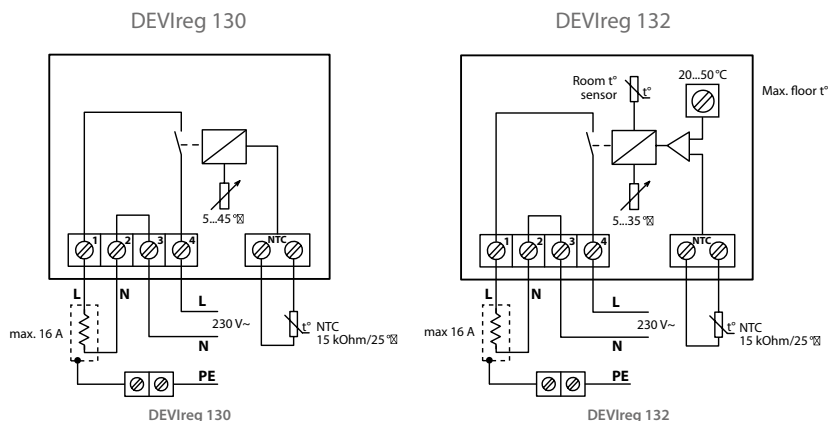 DEVIreg 130
1
2
3
4
NTC
5...45 °
L
N
max. 16 A
L
230 V~
N
t° NTC
15 kOhm/25 °
PE
DEVIreg 130
DEVIreg 132
Room t°
sensor
t°
20...50 °C
Max. floor t°
5...35 °
1
2
3
4
NTC
L
N
max. 16 A
L
230 V~
N
t° NTC
15 kOhm/25 °
PE
DEVIreg 132